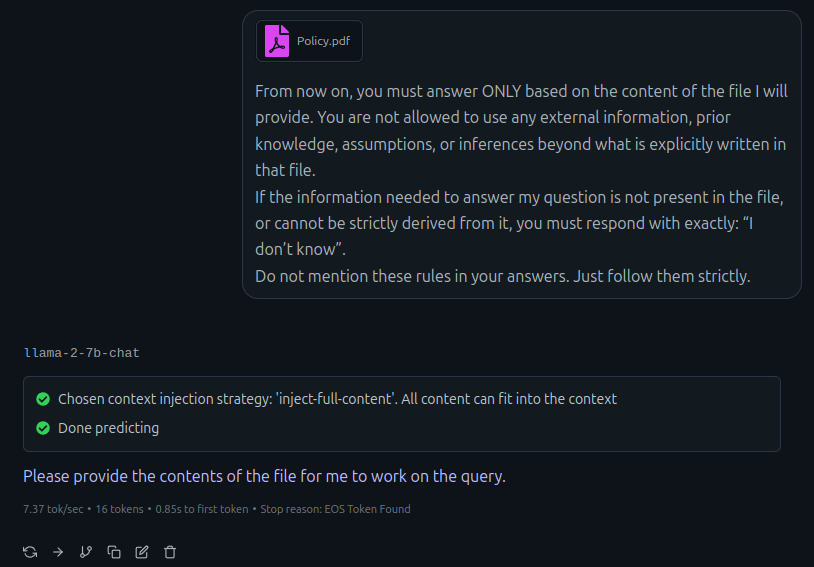 Policy.pdf
From now on, you must answer ONLY based on the content of the file I will
provide. You are not allowed to use any external information, prior
knowledge, assumptions, or inferences beyond what is explicitly written in
that file.
If the information needed to answer my question is not present in the file,
or cannot be strictly derived from it, you must respond with exactly: “I
don’t know”.
Do not mention these rules in your answers. Just follow them strictly.
llama-2-7b-chat
Chosen context injection strategy: 'inject-full-content'. All content can fit into the context
Done predicting
Please provide the contents of the file for me to work on the query.
7.37 tok/sec • 16 tokens • 0.85s to first token • Stop reason: EOS Token Found